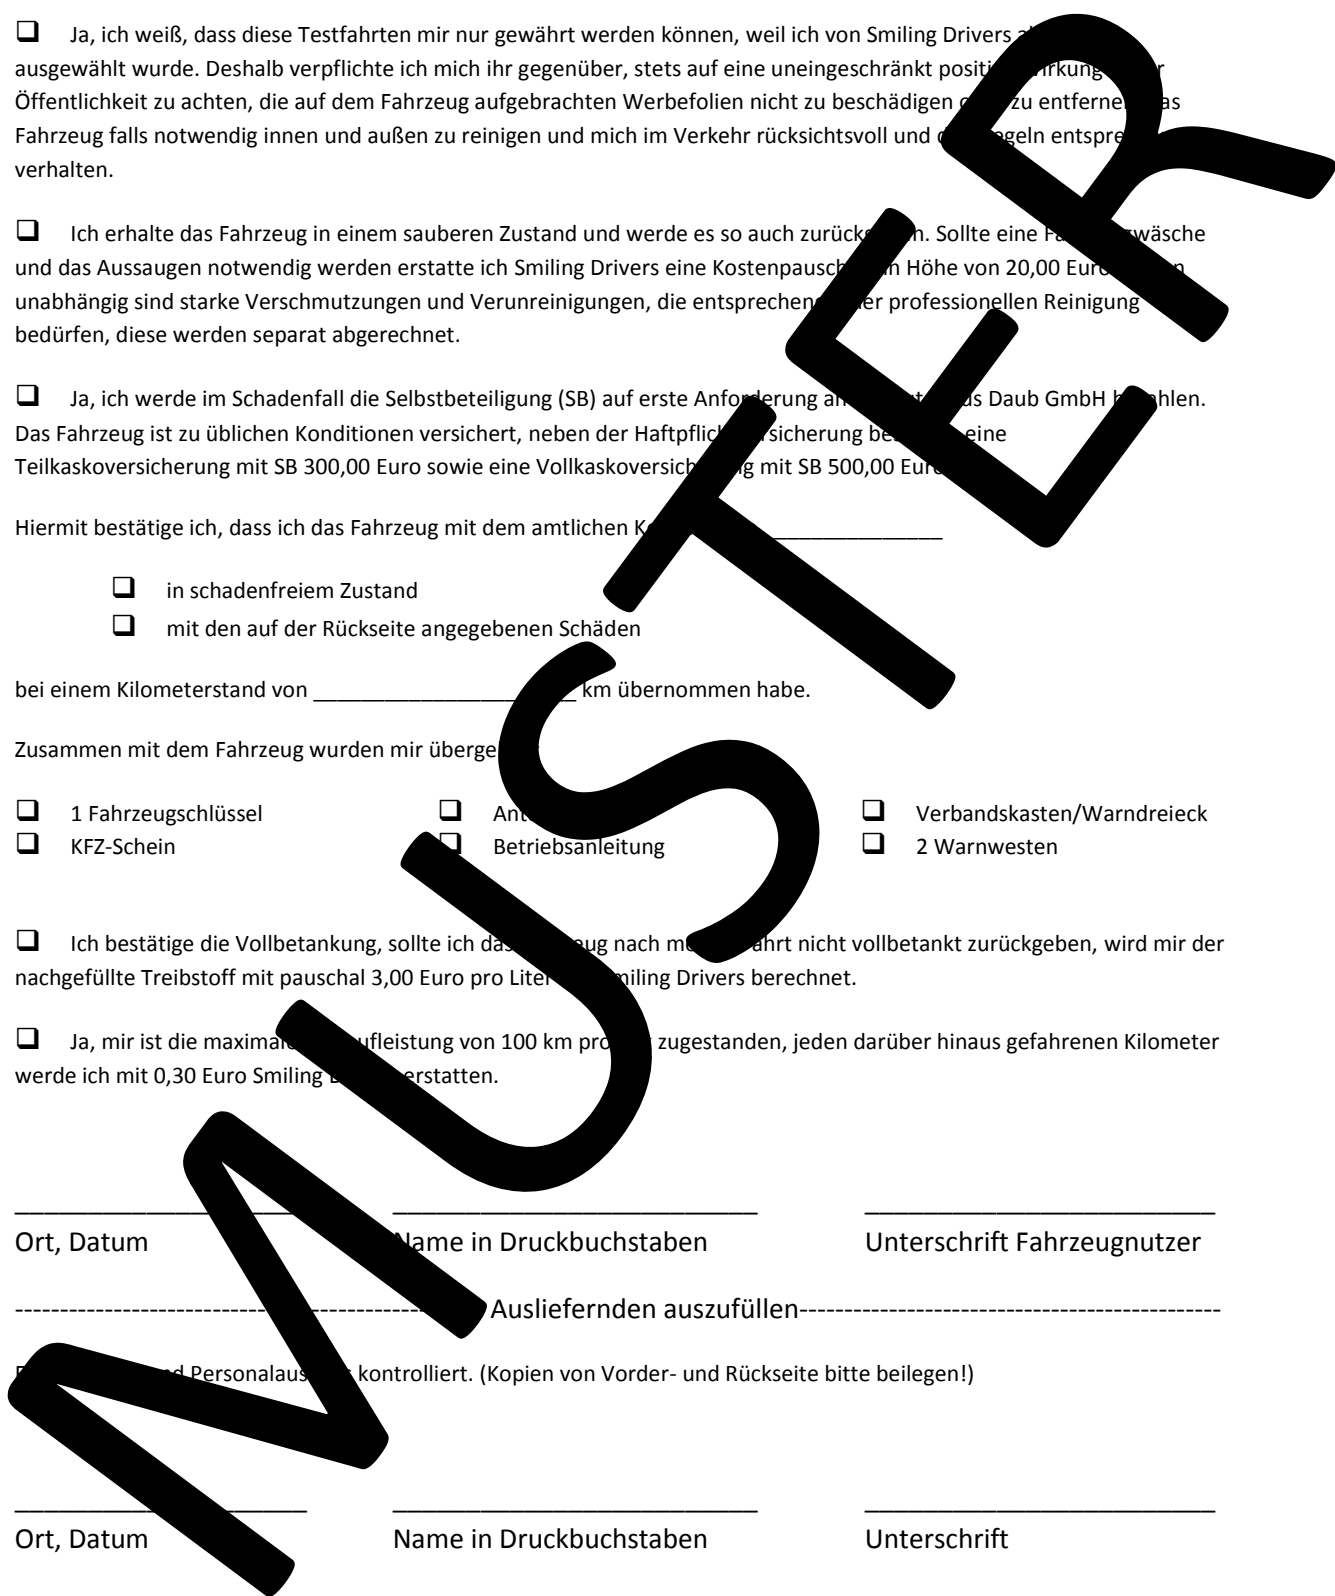 Ja, ich weiß, dass diese Testfahrten mir nur gewährt werden können, weil ich von Smiling Drivers
ausgewählt wurde. Deshalb verpflichte ich mich ihr gegenüber, stets auf eine uneingeschränkt
Öffentlichkeit zu achten, die auf dem Fahrzeug aufgebrachten Werbefolien nicht zu beschädigen zu
Fahrzeug falls notwendig innen und außen zu reinigen und mich im Verkehr rücksichtsvoll und
verhalten.
Ich erhalte das Fahrzeug in einem sauberen Zustand und werde es so auch Sollte eine
und das Aussaugen notwendig werden erstatte ich Smiling Drivers eine Höhe von 20,00 Euro
unabhängig sind starke Verschmutzungen und Verunreinigungen, die professionellen Reinigung
bedürfen, diese werden separat abgerechnet.
Ja, ich werde im Schadenfall die Selbstbeteiligung (SB) auf erste Anforderung Daub GmbH
Das Fahrzeug ist zu üblichen Konditionen versichert, neben der eine
Teilkaskoversicherung mit SB 300,00 Euro sowie eine mit SB 500,00 Euro
Hiermit bestätige ich, dass ich das Fahrzeug mit dem amtlichen
in schadenfreiem Zustand
mit den auf der Rückseite angegebenen Schäden
bei einem Kilometerstand von ______________________ km übernommen habe.
Zusammen mit dem Fahrzeug wurden mir
1 Fahrzeugschlüssel Verbandskasten/Warndreieck
KFZ-Schein Betriebsanleitung 2 Warnwesten
Ich bestätige die Vollbetankung, sollte ich nach nicht vollbetankt zurückgeben, wird mir der
nachgefüllte Treibstoff mit pauschal 3,00 Euro pro Liter Smiling Drivers berechnet.
Ja, mir ist die von 100 km zugestanden, jeden darüber hinaus gefahrenen Kilometer
werde ich mit 0,30 Euro Smiling erstatten.
Ort, Datum Name in Druckbuchstaben Unterschrift Fahrzeugnutzer
Ausliefernden auszufüllen
kontrolliert. (Kopien von Vorder- und Rückseite bitte beilegen!)
Ort, Datum Name in Druckbuchstaben Unterschrift
MUSTER